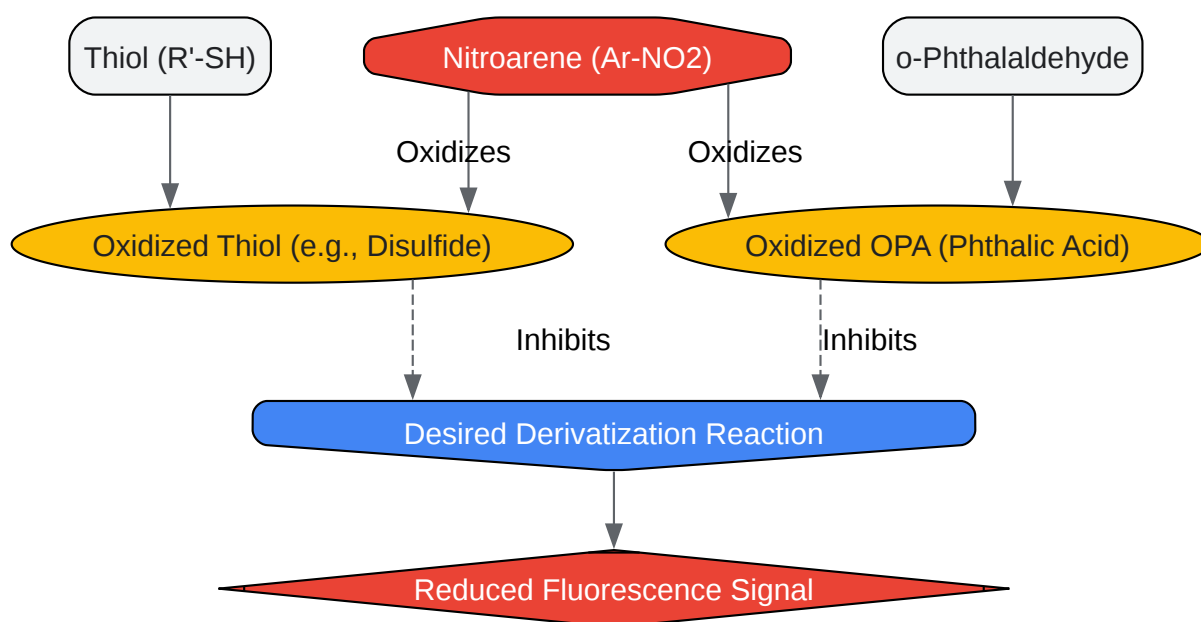 Thiol (R'-SH)
Nitroarene (Ar-NO2)
o-Phthalaldehyde
Oxidizes
Oxidizes
Oxidized Thiol (e.g., Disulfide)
Oxidized OPA (Phthalic Acid)
Inhibits
Inhibits
Desired Derivatization Reaction
Reduced Fluorescence Signal